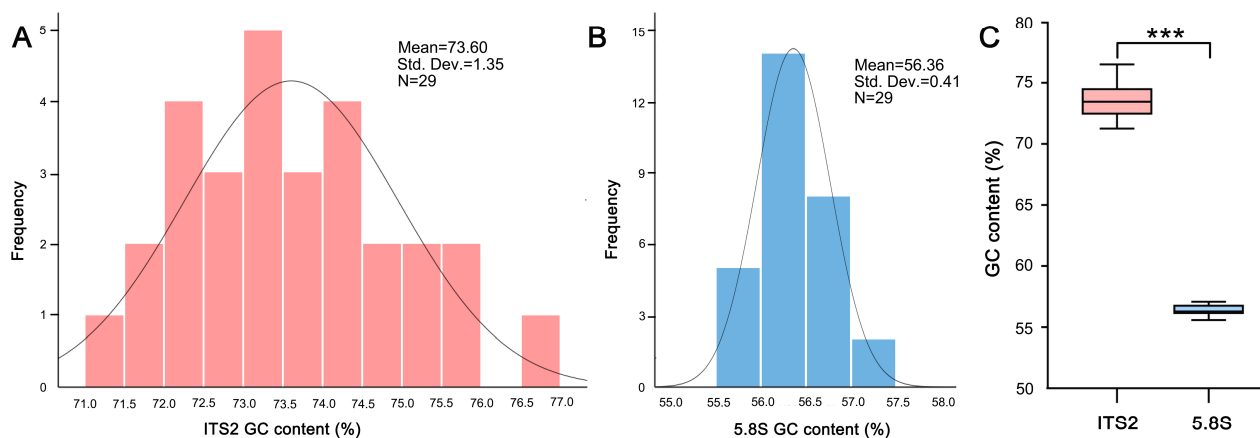 A
5
4
3
2
1
0
Frequency
Mean=73.60
Std. Dev.=1.35
N=29
71.0 71.5 72.0 72.5 73.0 73.5 74.0 74.5 75.0 75.5 76.0 76.5 77.0
ITS2 GC content (%)
B
15
12
9
6
3
0
Frequency
Mean=56.36
Std. Dev.=0.41
N=29
55.0 55.5 56.0 56.5 57.0 57.5 58.0
5.8S GC content (%)
C
80
75
70
65
60
55
50
GC content (%)
***
ITS2 5.8S